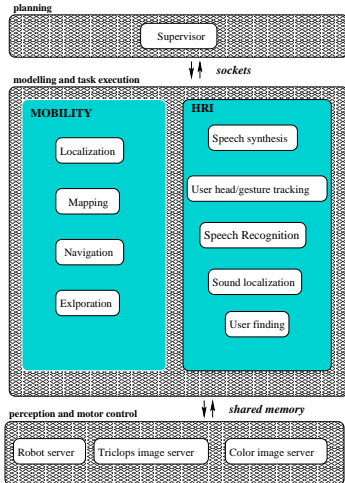 planning
Supervisor
sockets
modelling and task execution
MOBILITY
Localization
Mapping
Navigation
Exlporation
HRI
Speech synthesis
User head/gesture tracking
Speech Recognition
Sound localization
User finding
shared memory
perception and motor control
Robot server
Triclops image server
Color image server